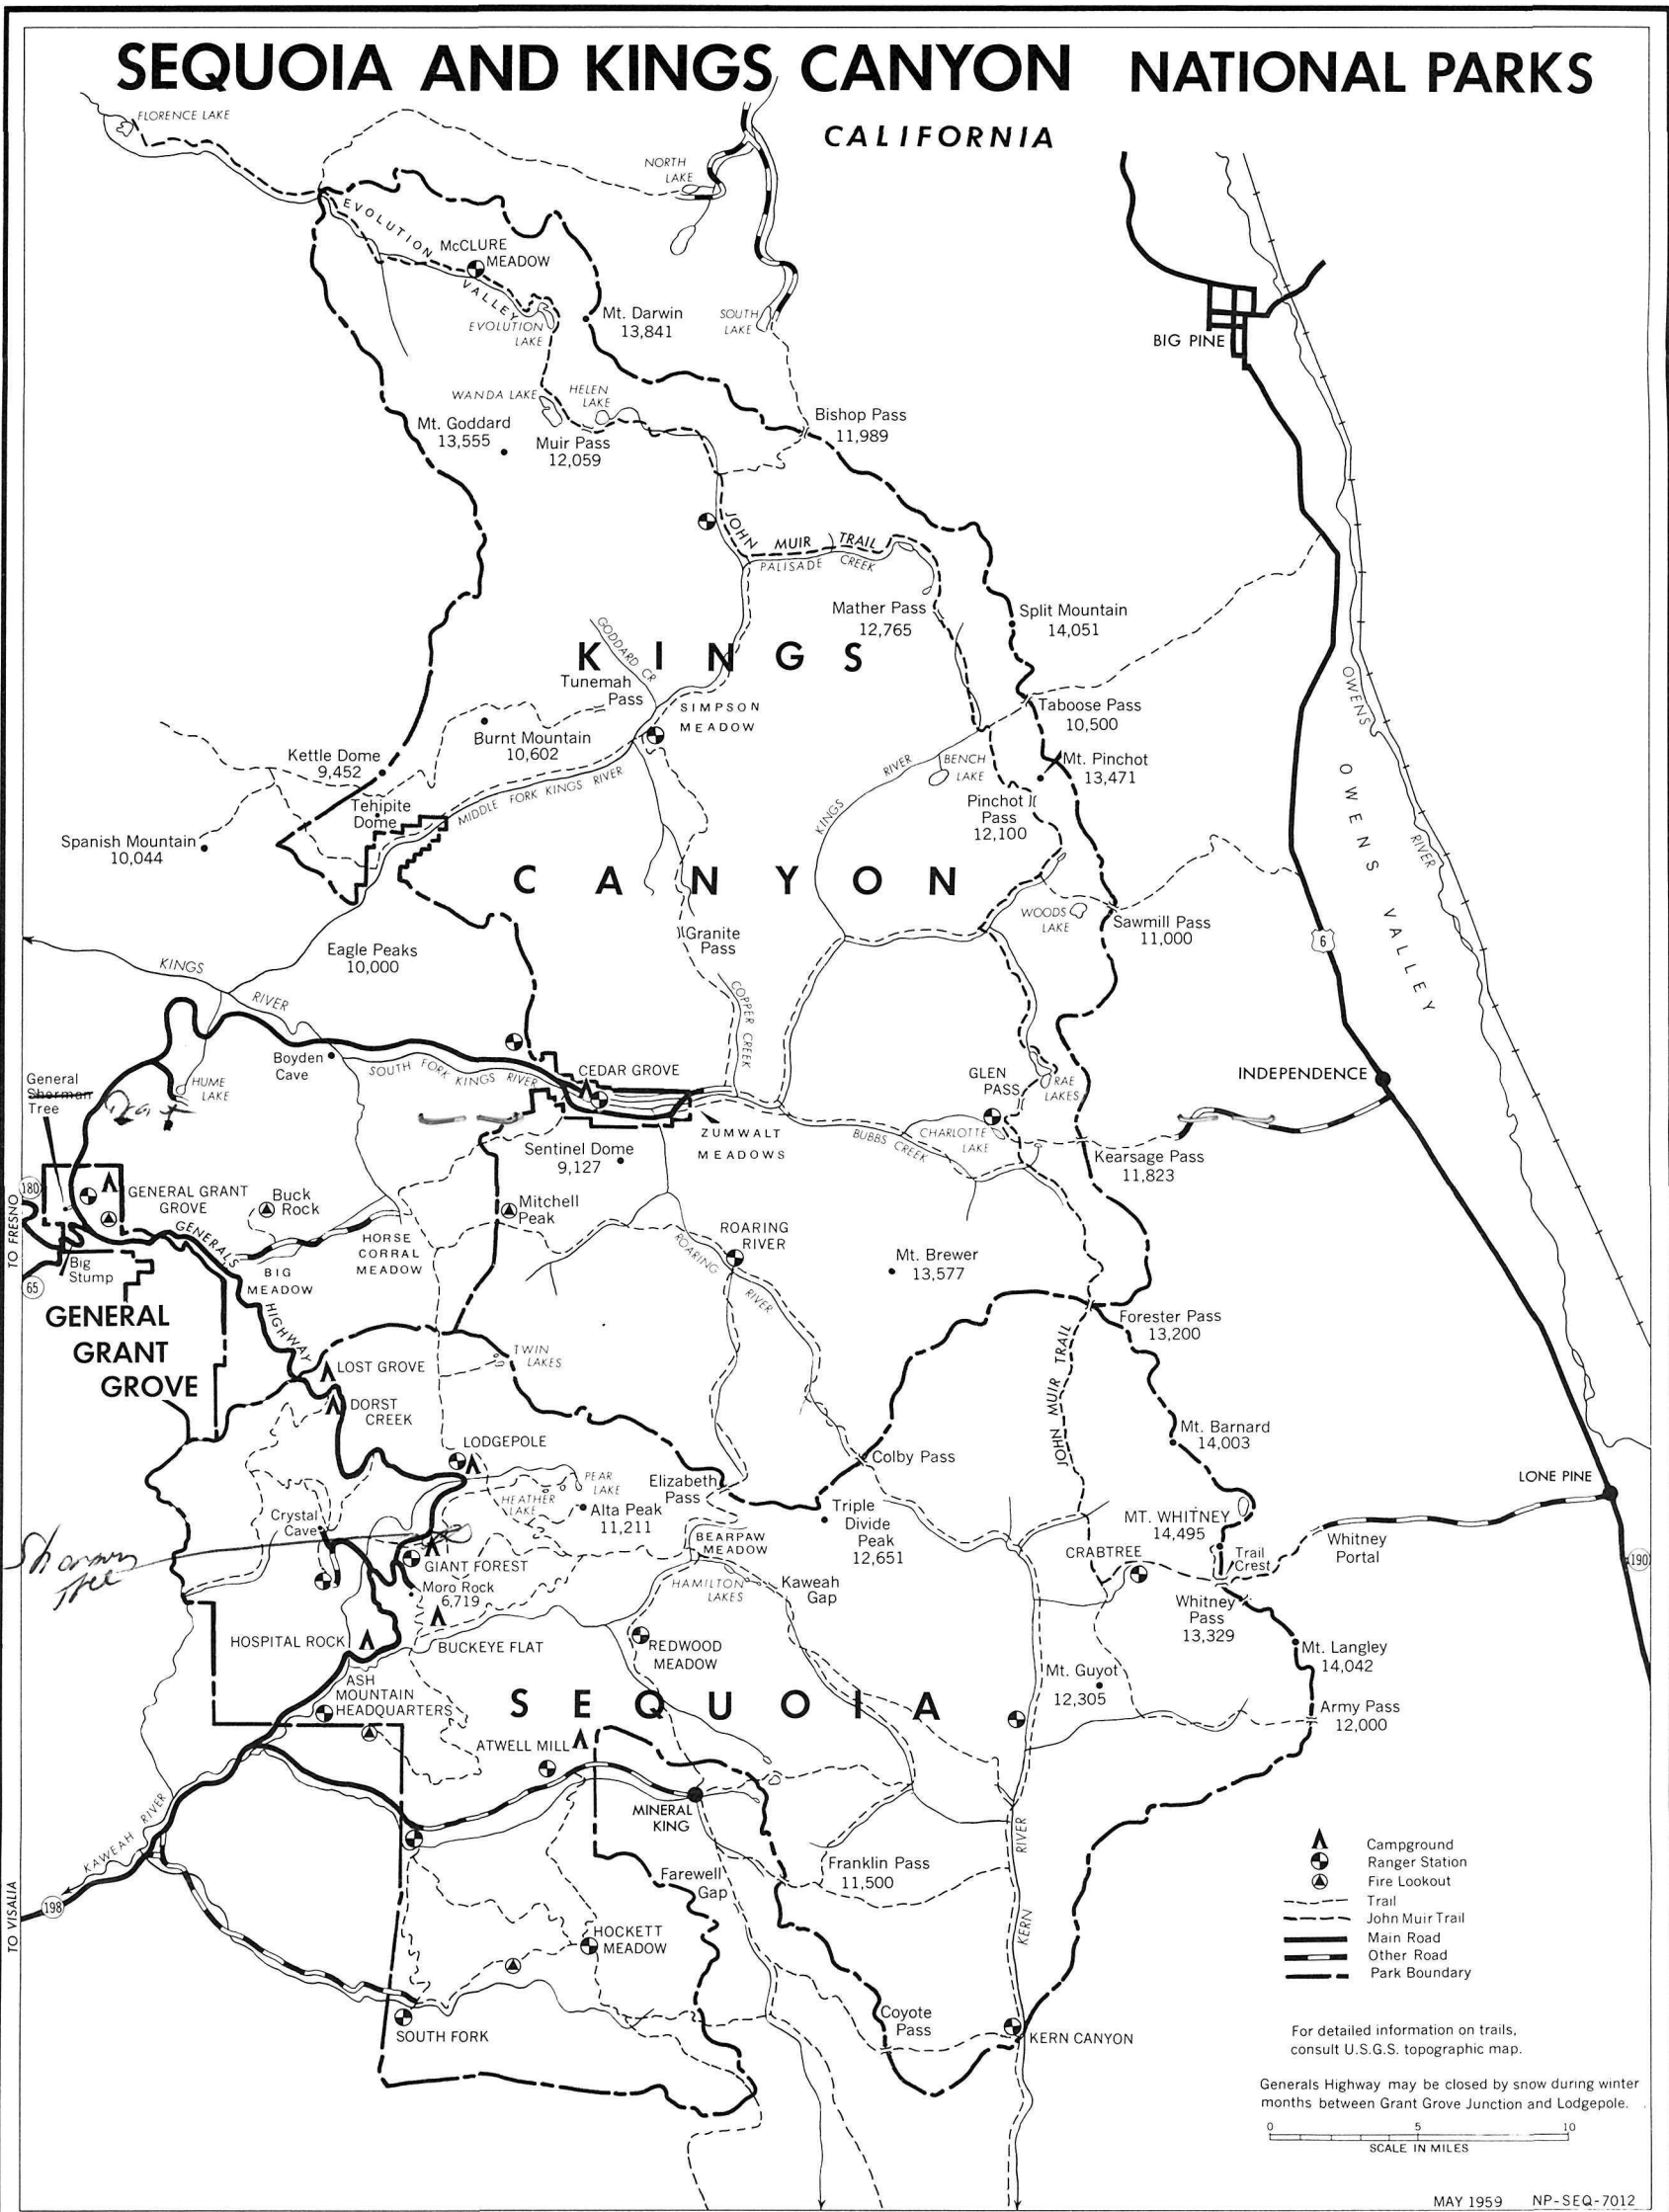 SEQUOIA AND KINGS CANYON NATIONAL PARKS
CALIFORNIA
FLORENCE LAKE
NORTH
LAKE
EVOLUTION
VALLEY
McCLURE
MEADOW
EVOLUTION
LAKE
Mt. Darwin
13,841
SOUTH
LAKE
BIG PINE
WANDA LAKE
HELEN
LAKE
Mt. Goddard
13,555
Muir Pass
12,059
Bishop Pass
11,989
JOHN MUIR TRAIL
PALISADE CREEK
Mather Pass
12,765
Split Mountain
14,051
GODDARD CR
KINGS
Tunemah
Pass
SIMPSON
MEADOW
Taboose Pass
10,500
Burnt Mountain
10,602
Kettle Dome
9,452
Mt. Pinchot
13,471
BENCH
LAKE
KINGS RIVER
MIDDLE FORK KINGS RIVER
Tehipite
Dome
Pinchot
Pass
12,100
Spanish Mountain
10,044
OWENS RIVER
OWENS VALLEY
CANYON
WOODS
LAKE
Sawmill Pass
11,000
6
Granite
Pass
Eagle Peaks
10,000
KINGS RIVER
COPPER CREEK
Boyden
Cave
SOUTH FORK KINGS RIVER
CEDAR GROVE
GLEN
PASS
RAE
LAKES
INDEPENDENCE
General
Sherman
Tree
HUME
LAKE
ZUMWALT
MEADOWS
BUBBS CREEK
CHARLOTTE
LAKE
Kearsage Pass
11,823
Sentinel Dome
9,127
180
TO FRESNO
GENERAL GRANT
GROVE
Buck
Rock
Mitchell
Peak
GENERALS HIGHWAY
HORSE
CORRAL
MEADOW
ROARING
RIVER
ROARING RIVER
Mt. Brewer
13,577
65
Big
Stump
BIG
MEADOW
GENERAL
GRANT
GROVE
Forester Pass
13,200
TWIN
LAKES
LOST GROVE
JOHN MUIR TRAIL
DORST
CREEK
Mt. Barnard
14,003
LODGEPOLE
Colby Pass
PEAR
LAKE
Elizabeth
Pass
LONE PINE
HEATHER
LAKE
Alta Peak
11,211
Triple
Divide
Peak
12,651
MT. WHITNEY
14,495
Crystal
Cave
BEARPAW
MEADOW
CRABTREE
Trail
Crest
Whitney
Portal
190
Tree
GIANT FOREST
Moro Rock
6,719
HAMILTON
LAKES
Kaweah
Gap
Whitney
Pass
13,329
HOSPITAL ROCK
BUCKEYE FLAT
REDWOOD
MEADOW
Mt. Langley
14,042
ASH
MOUNTAIN
HEADQUARTERS
Mt. Guyot
12,305
SEQUOIA
Army Pass
12,000
ATWELL MILL
KAWEAH RIVER
MINERAL
KING
KERN RIVER
Farewell
Gap
Franklin Pass
11,500
198
TO VISALIA
HOCKETT
MEADOW
SOUTH FORK
Coyote
Pass
KERN CANYON
Campground
Ranger Station
Fire Lookout
Trail
John Muir Trail
Main Road
Other Road
Park Boundary
For detailed information on trails,
consult U.S.G.S. topographic map.
Generals Highway may be closed by snow during winter
months between Grant Grove Junction and Lodgepole.
0 5 10
SCALE IN MILES
MAY 1959 NP-SEQ-7012